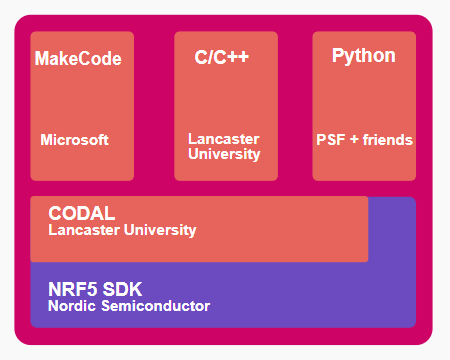 MakeCode
Microsoft
C/C++
Lancaster
University
Python
PSF + friends
CODAL
Lancaster University
NRF5 SDK
Nordic Semiconductor